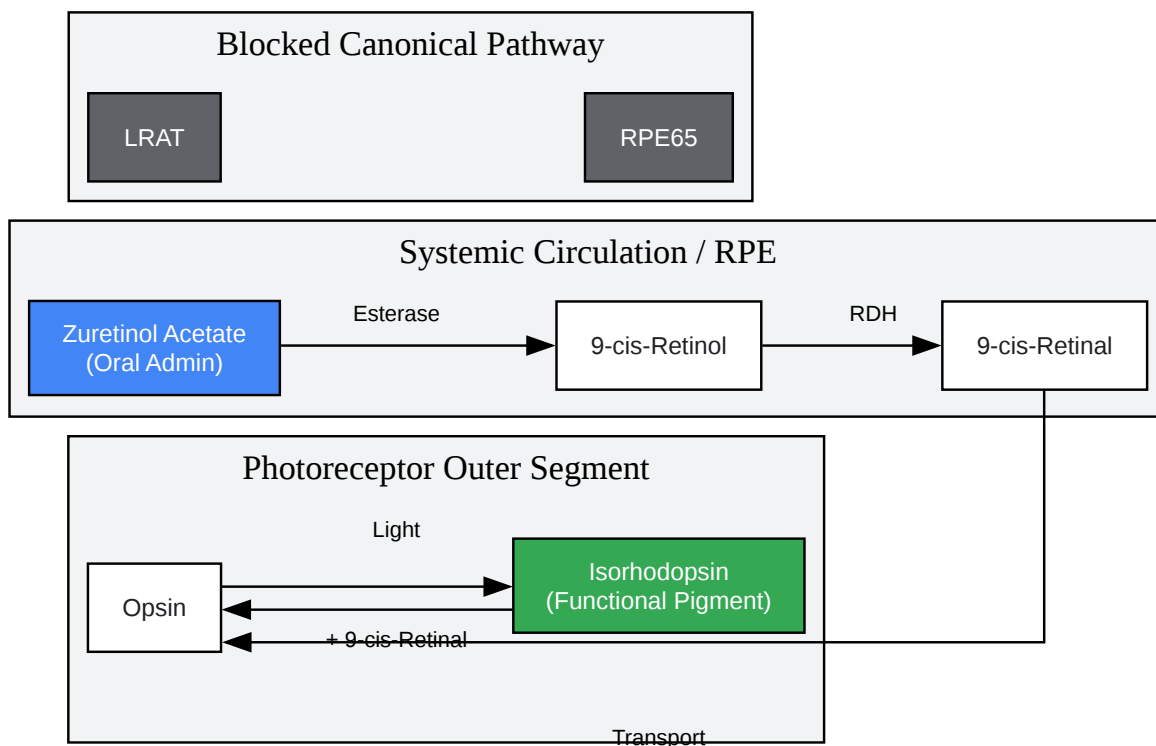 Blocked Canonical Pathway
LRAT
RPE65
Systemic Circulation / RPE
Zuretinol Acetate
(Oral Admin)
Esterase
9-cis-Retinol
RDH
9-cis-Retinal
Photoreceptor Outer Segment
Light
Opsin
Isorhodopsin
(Functional Pigment)
+ 9-cis-Retinal
Transport